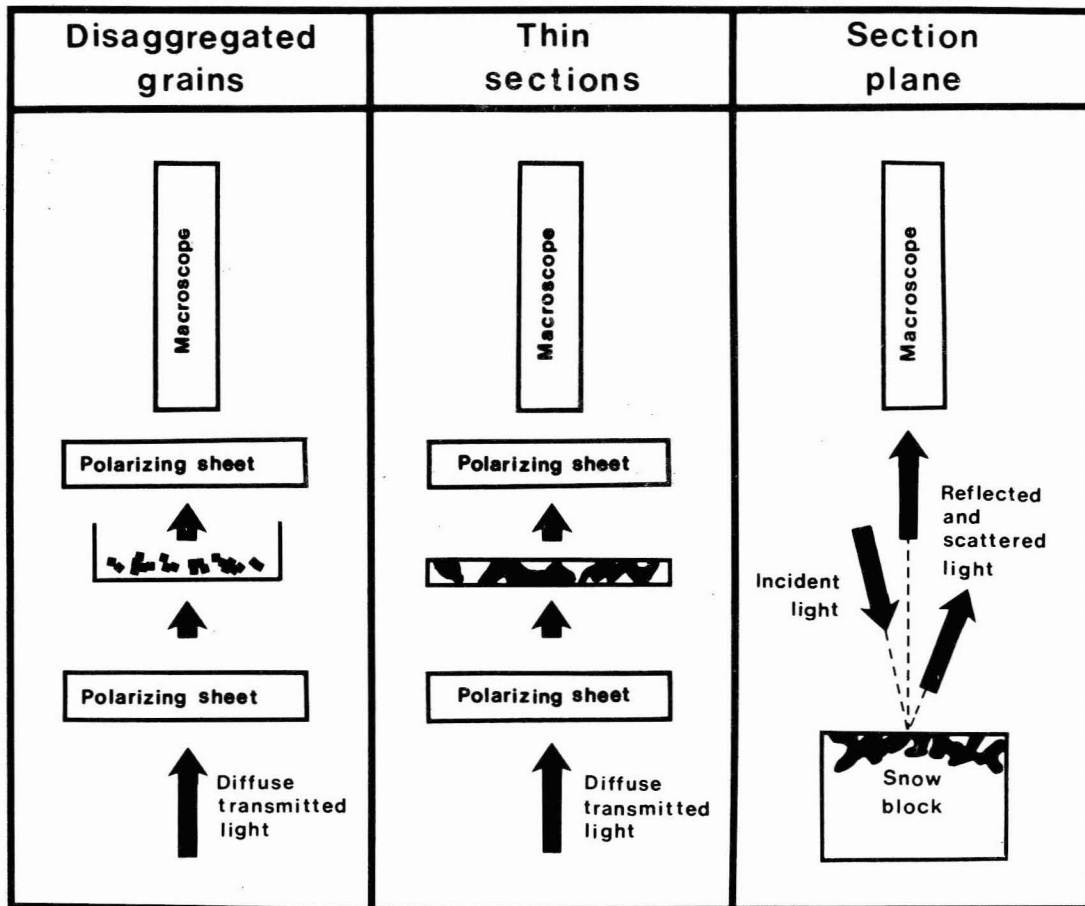 Disaggregated
grains
Thin
sections
Section
plane
Macroscope
Polarizing sheet
Polarizing sheet
Diffuse
transmitted
light
Macroscope
Polarizing sheet
Polarizing sheet
Diffuse
transmitted
light
Macroscope
Reflected
and
scattered
light
Incident
light
Snow
block